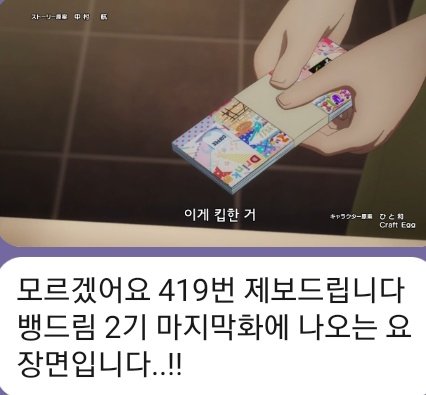 ストーリー原案 中村 航
이게 킵한 거
キャラクター原案 ひと和
Craft Egg
Drink
모르겠어요 419번 제보드립니다
뱅드림 2기 마지막화에 나오는 요
장면입니다..!!